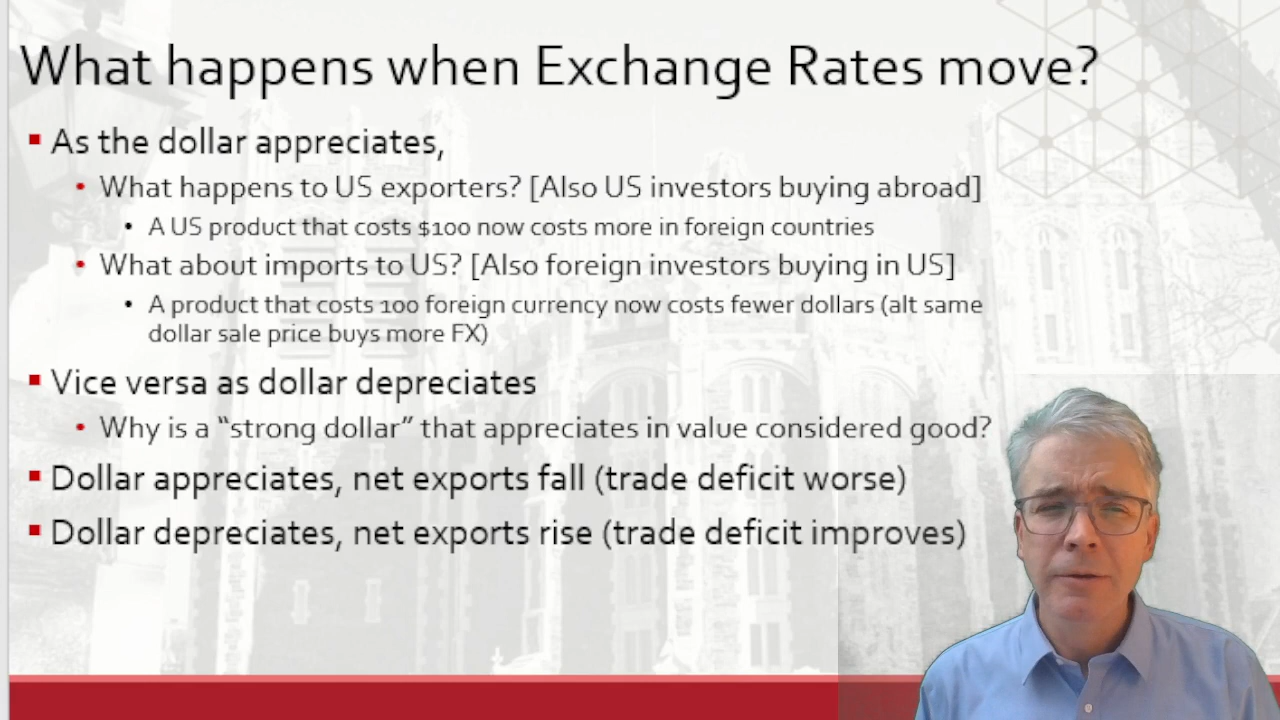 What happens when Exchange Rates move?
As the dollar appreciates,
What happens to US exporters? [Also US investors buying abroad]
A US product that costs $100 now costs more in foreign countries
What about imports to US? [Also foreign investors buying in US]
A product that costs 100 foreign currency now costs fewer dollars (alt same
dollar sale price buys more FX)
Vice versa as dollar depreciates
Why is a “strong dollar” that appreciates in value considered good?
Dollar appreciates, net exports fall (trade deficit worse)
Dollar depreciates, net exports rise (trade deficit improves)